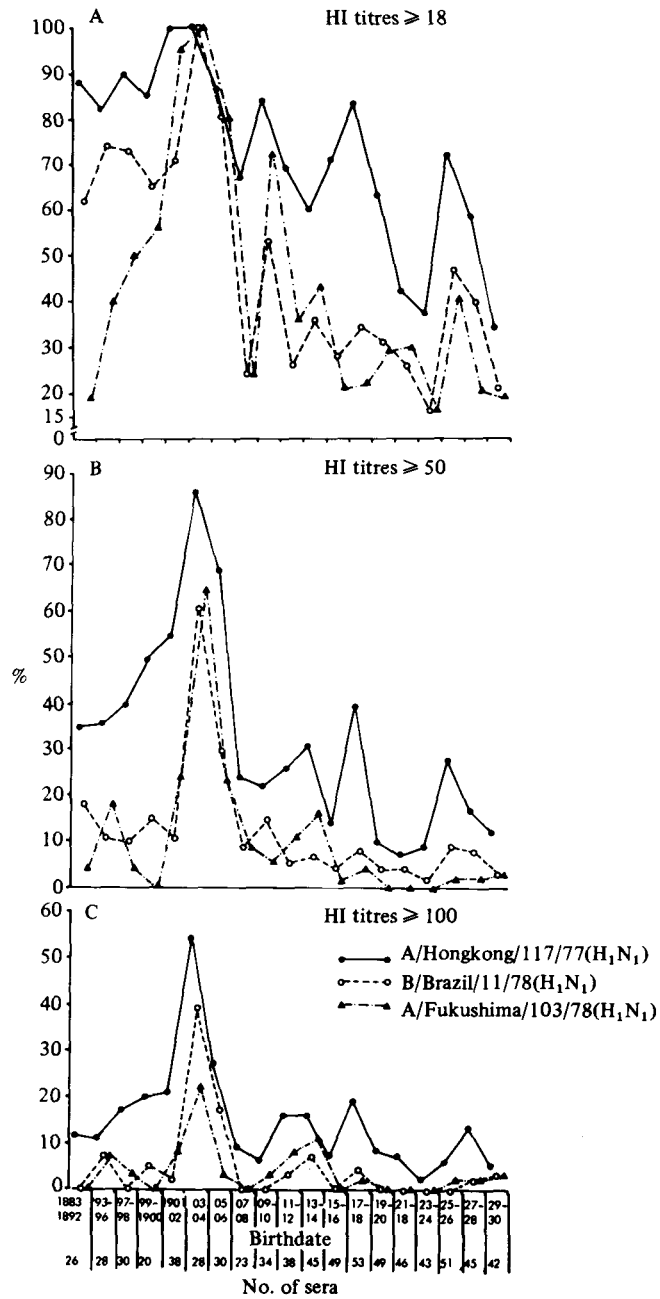 A HI titres ⩾ 18
100
90
80
70
60
50
40
30
20
15
0
B HI titres ⩾ 50
90
80
70
60
50
%
40
30
20
10
0
C HI titres ⩾ 100
60
50
40
30
20
10
0
A/Hongkong/117/77(H₁N₁)
B/Brazil/11/78(H₁N₁)
A/Fukushima/103/78(H₁N₁)
1883 '93- '97- '99- 1901 03. 05. 07 09- 11- 13- 15- 17- 19- 21- 23- 25- 27- 29-
1892 96 98 1900 02 04 06 08 10 12 14 16 18 20 18 24 26 28 30
Birthdate
26 28 30 20 38 28 30 23 34 38 45 49 53 49 46 43 51 45 42
No. of sera